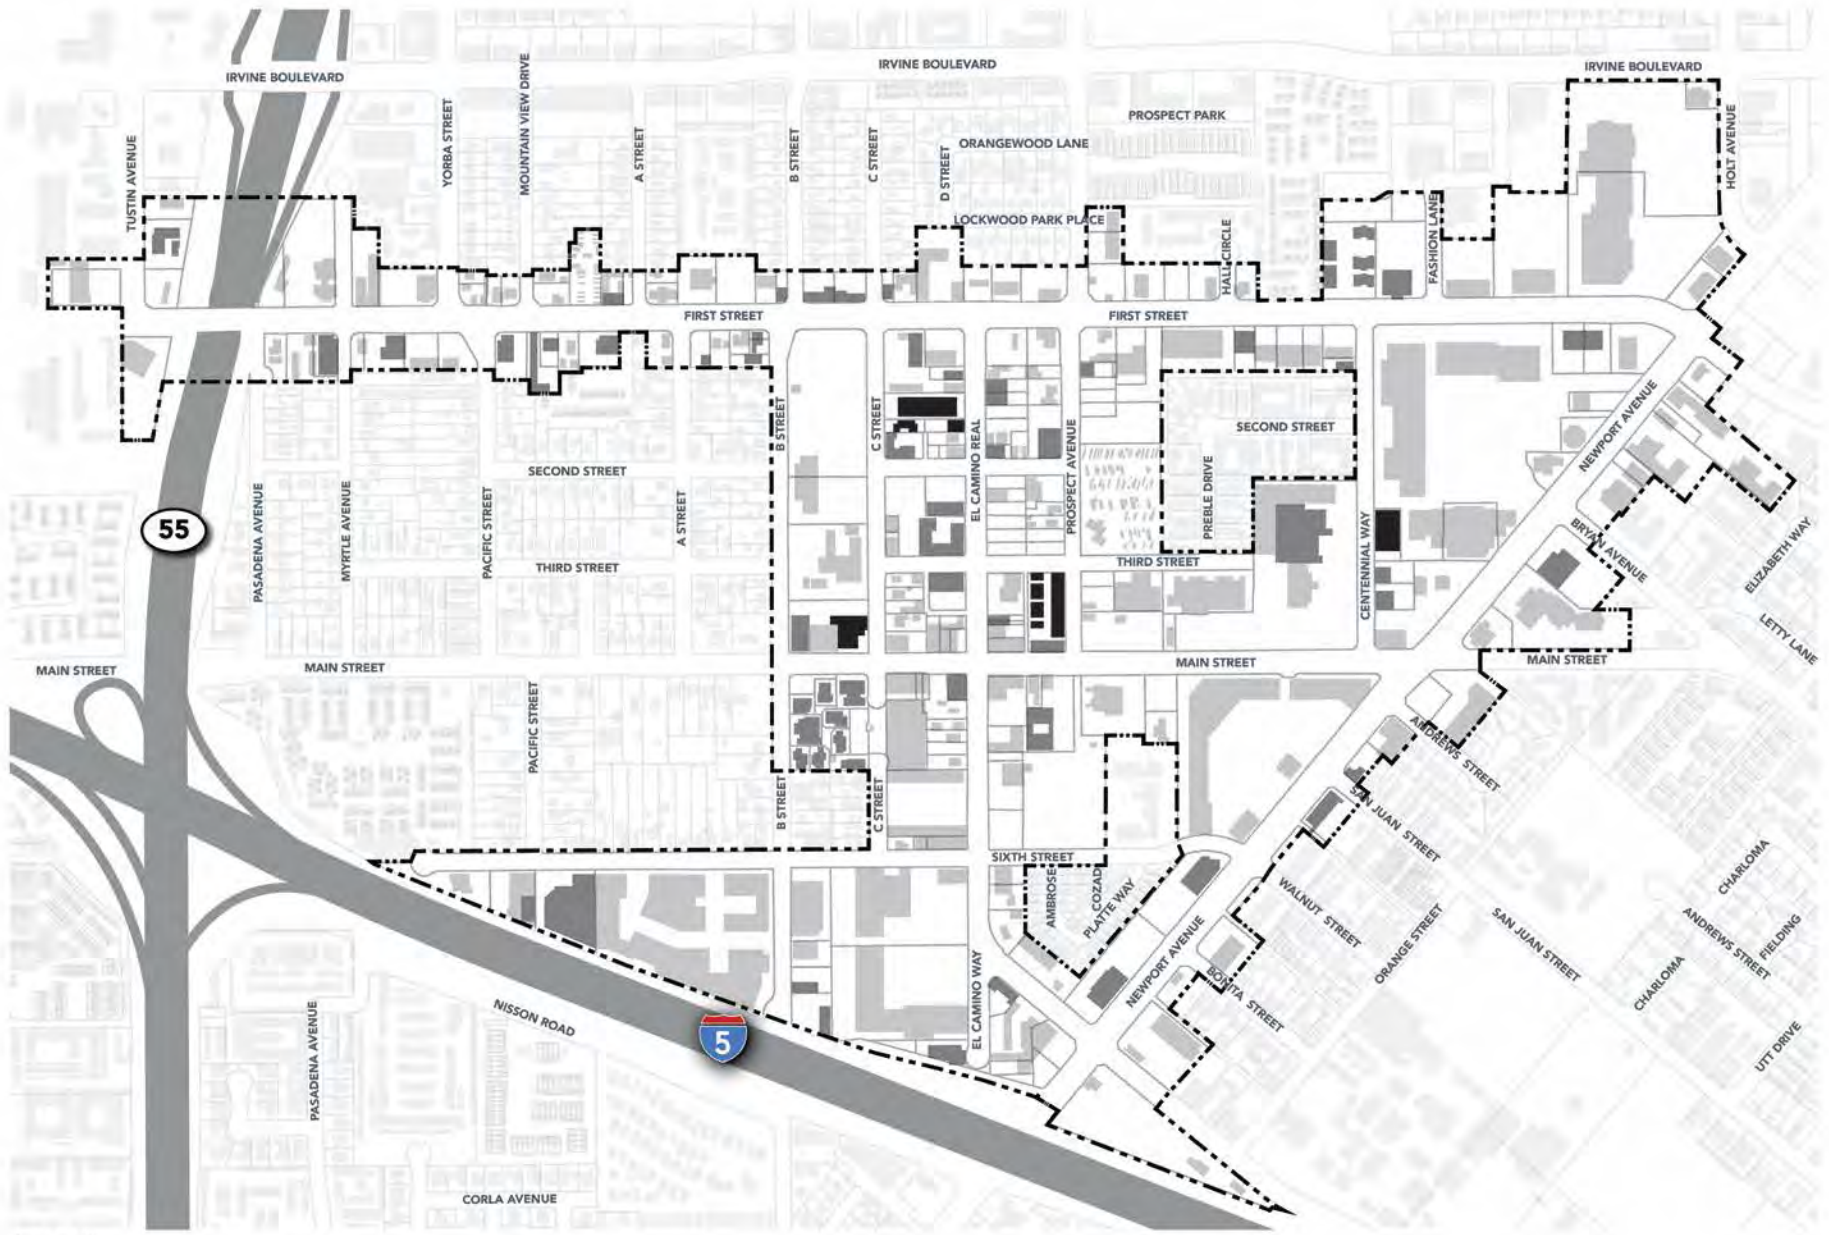 IRVINE BOULEVARD
IRVINE BOULEVARD
IRVINE BOULEVARD
TUSTIN AVENUE
YORBA STREET
MOUNTAIN VIEW DRIVE
A STREET
B STREET
C STREET
D STREET
ORANGEWOOD LANE
PROSPECT PARK
LOCKWOOD PARK PLACE
HALL CIRCLE
FASHION LANE
HOLT AVENUE
FIRST STREET
FIRST STREET
B STREET
C STREET
EL CAMINO REAL
PROSPECT AVENUE
SECOND STREET
PREBLE DRIVE
NEWPORT AVENUE
SECOND STREET
55
PASADENA AVENUE
MYRTLE AVENUE
PACIFIC STREET
A STREET
THIRD STREET
THIRD STREET
CENTENNIAL WAY
BRYAN AVENUE
ELIZABETH WAY
LETTY LANE
MAIN STREET
MAIN STREET
MAIN STREET
MAIN STREET
PACIFIC STREET
B STREET
C STREET
ANDREWS STREET
SAN JUAN STREET
SIXTH STREET
AMBROSE
COZAD
PLATTE WAY
WALNUT STREET
ORANGE STREET
SAN JUAN STREET
CHARLOMA
ANDREWS STREET
FIELDING
CHARLOMA
UTT DRIVE
NEWPORT AVENUE
BONITA STREET
EL CAMINO WAY
NISSON ROAD
5
PASADENA AVENUE
CORLA AVENUE